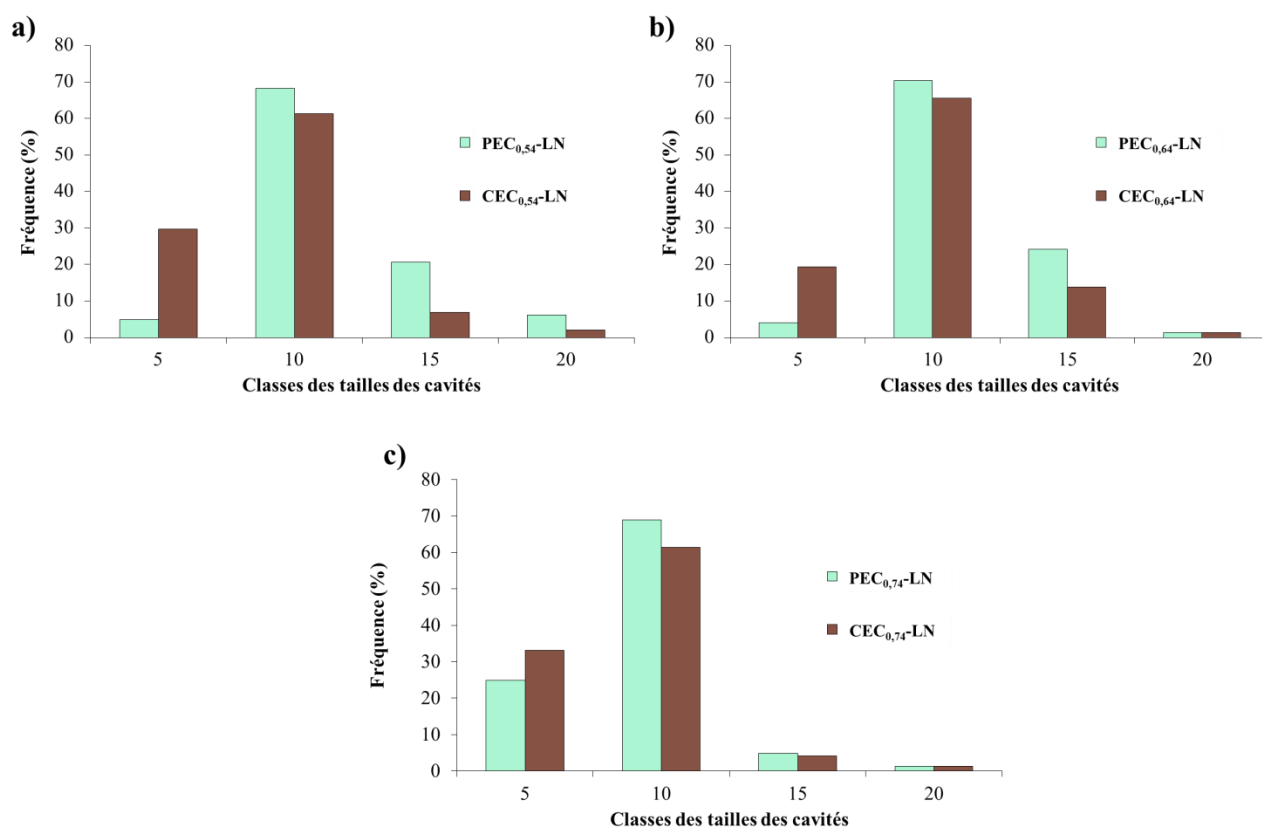 a)
80
70
60
50
40
30
20
10
0
Fréquence (%)
5 10 15 20
Classes des tailles des cavités
PEC0,54-LN
CEC0,54-LN
b)
80
70
60
50
40
30
20
10
0
Fréquence (%)
5 10 15 20
Classes des tailles des cavités
PEC0,64-LN
CEC0,64-LN
c)
80
70
60
50
40
30
20
10
0
Fréquence (%)
5 10 15 20
Classes des tailles des cavités
PEC0,74-LN
CEC0,74-LN